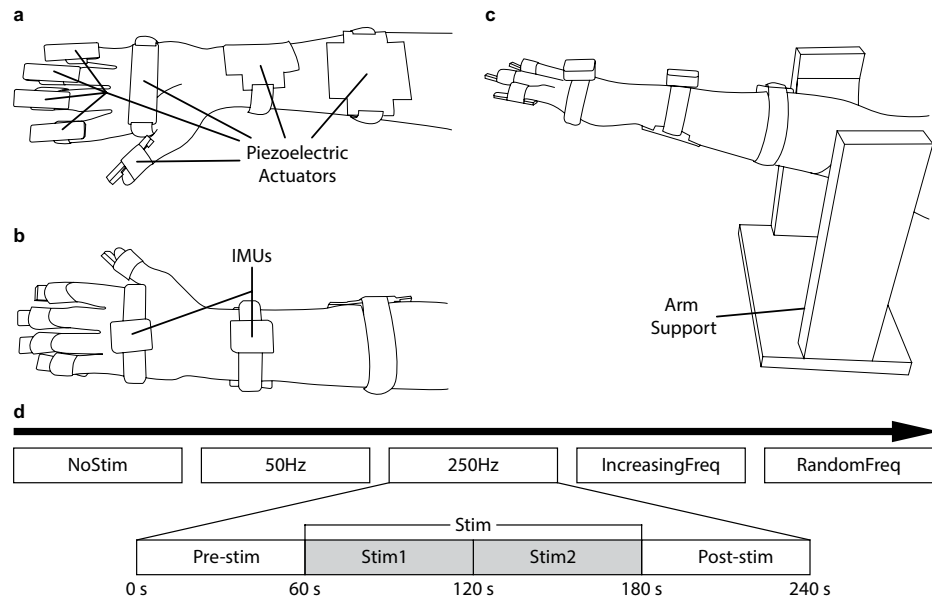 a
Piezoelectric
Actuators
b
IMUs
c
Arm
Support
d
NoStim
50Hz
250Hz
IncreasingFreq
RandomFreq
Stim
Pre-stim
Stim1
Stim2
Post-stim
0 s
60 s
120 s
180 s
240 s